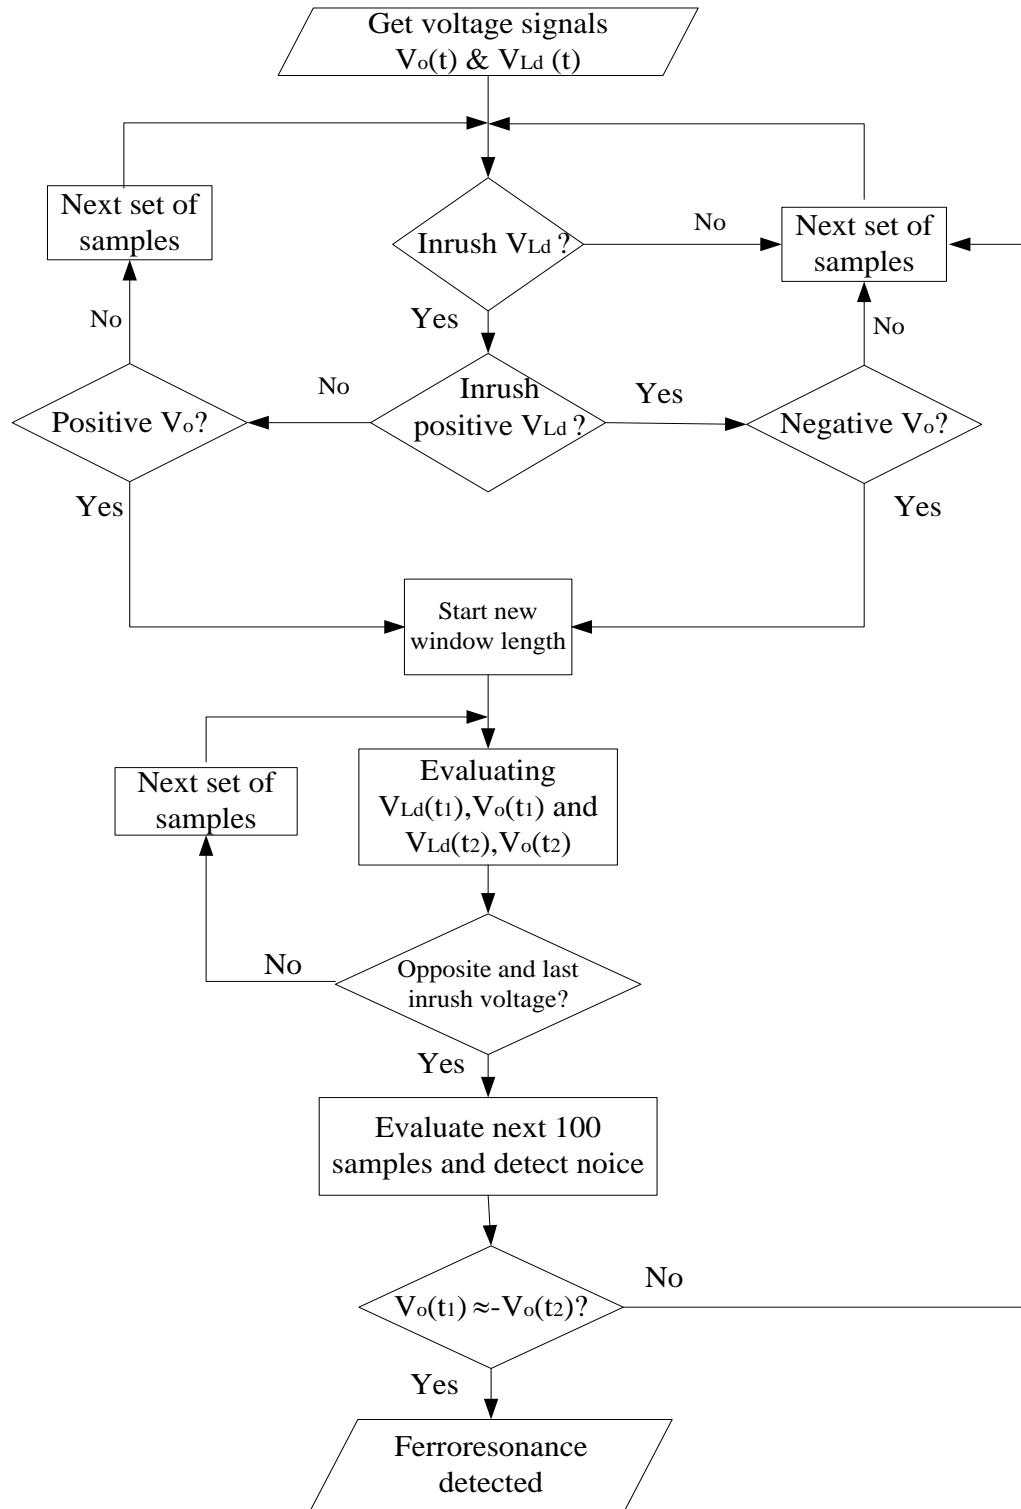 Get voltage signals
Vo(t) & VLd (t)
Next set of
samples
Inrush VLd ?
No
Next set of
samples
Yes
No
No
Positive Vo?
No
Inrush
positive VLd ?
Yes
Negative Vo?
Yes
Yes
Start new
window length
Next set of
samples
Evaluating
VLd(t1),Vo(t1) and
VLd(t2),Vo(t2)
No
Opposite and last
inrush voltage?
Yes
Evaluate next 100
samples and detect noice
Vo(t1) ≈-Vo(t2)?
No
Yes
Ferroresonance
detected